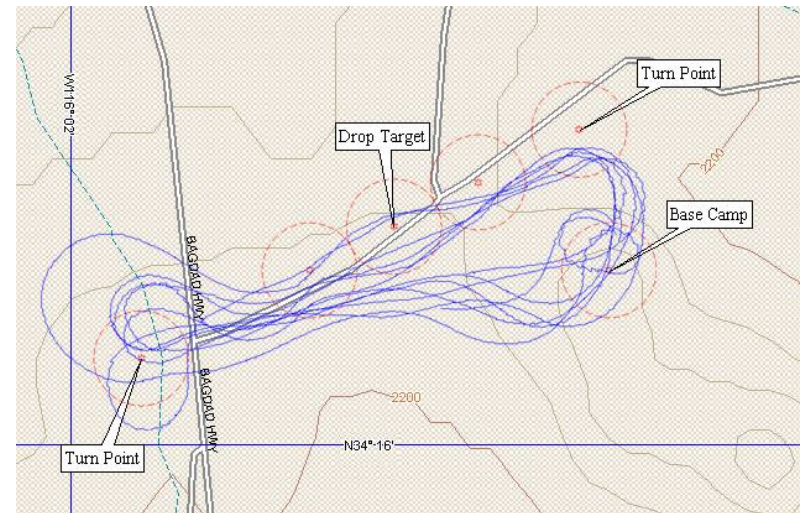 W116°-02'
Turn Point
2200
Drop Target
Base Camp
BAGDAD HWY
BAGDAD HWY
2200
N34°-16'
Turn Point